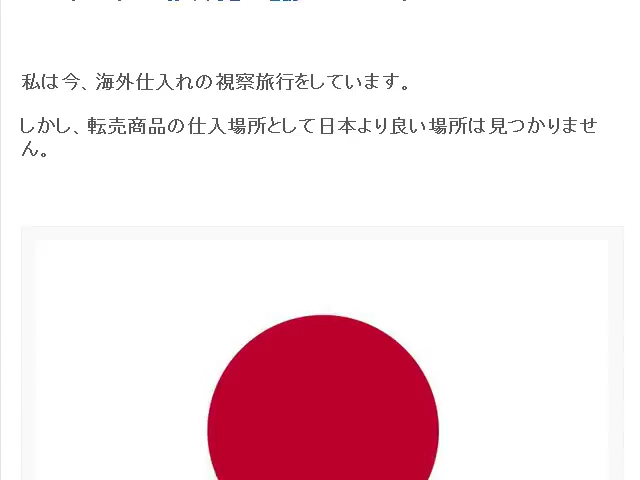 私は今、海外仕入れの視察旅行をしています。
しかし、転売商品の仕入場所として日本より良い場所は見つかりませ
ん。